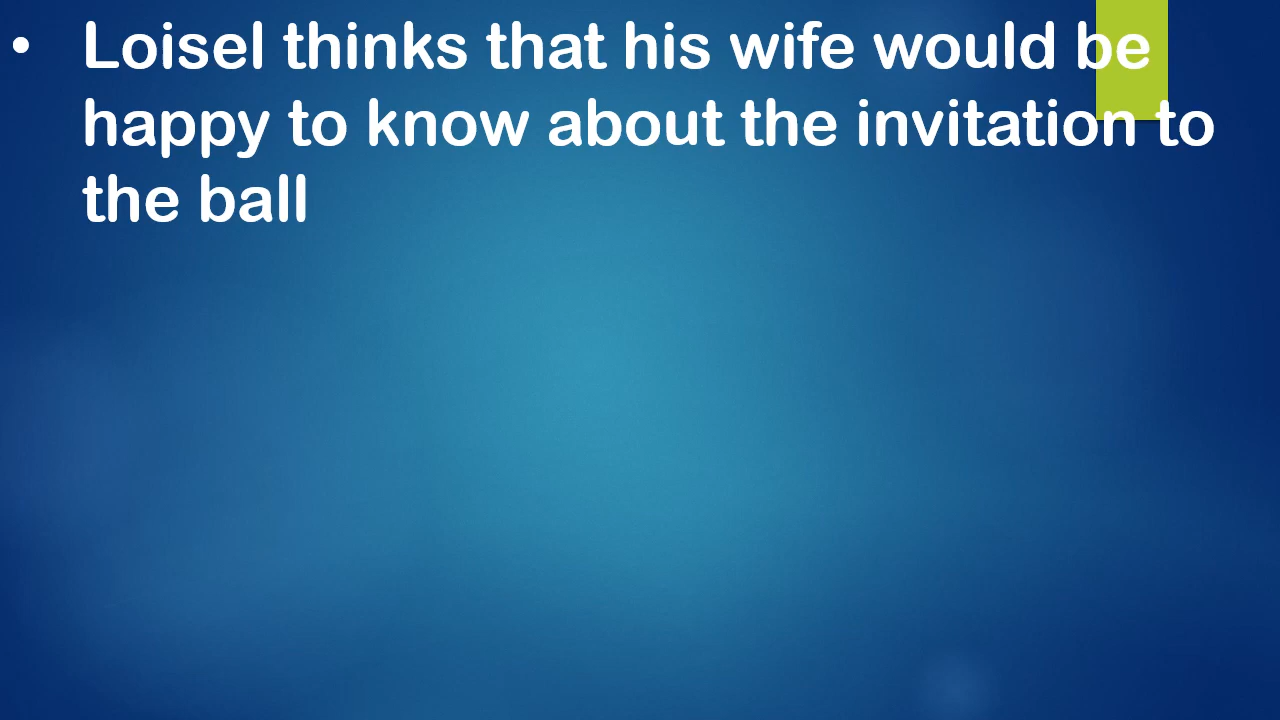 • Loisel thinks that his wife would be
happy to know about the invitation to
the ball